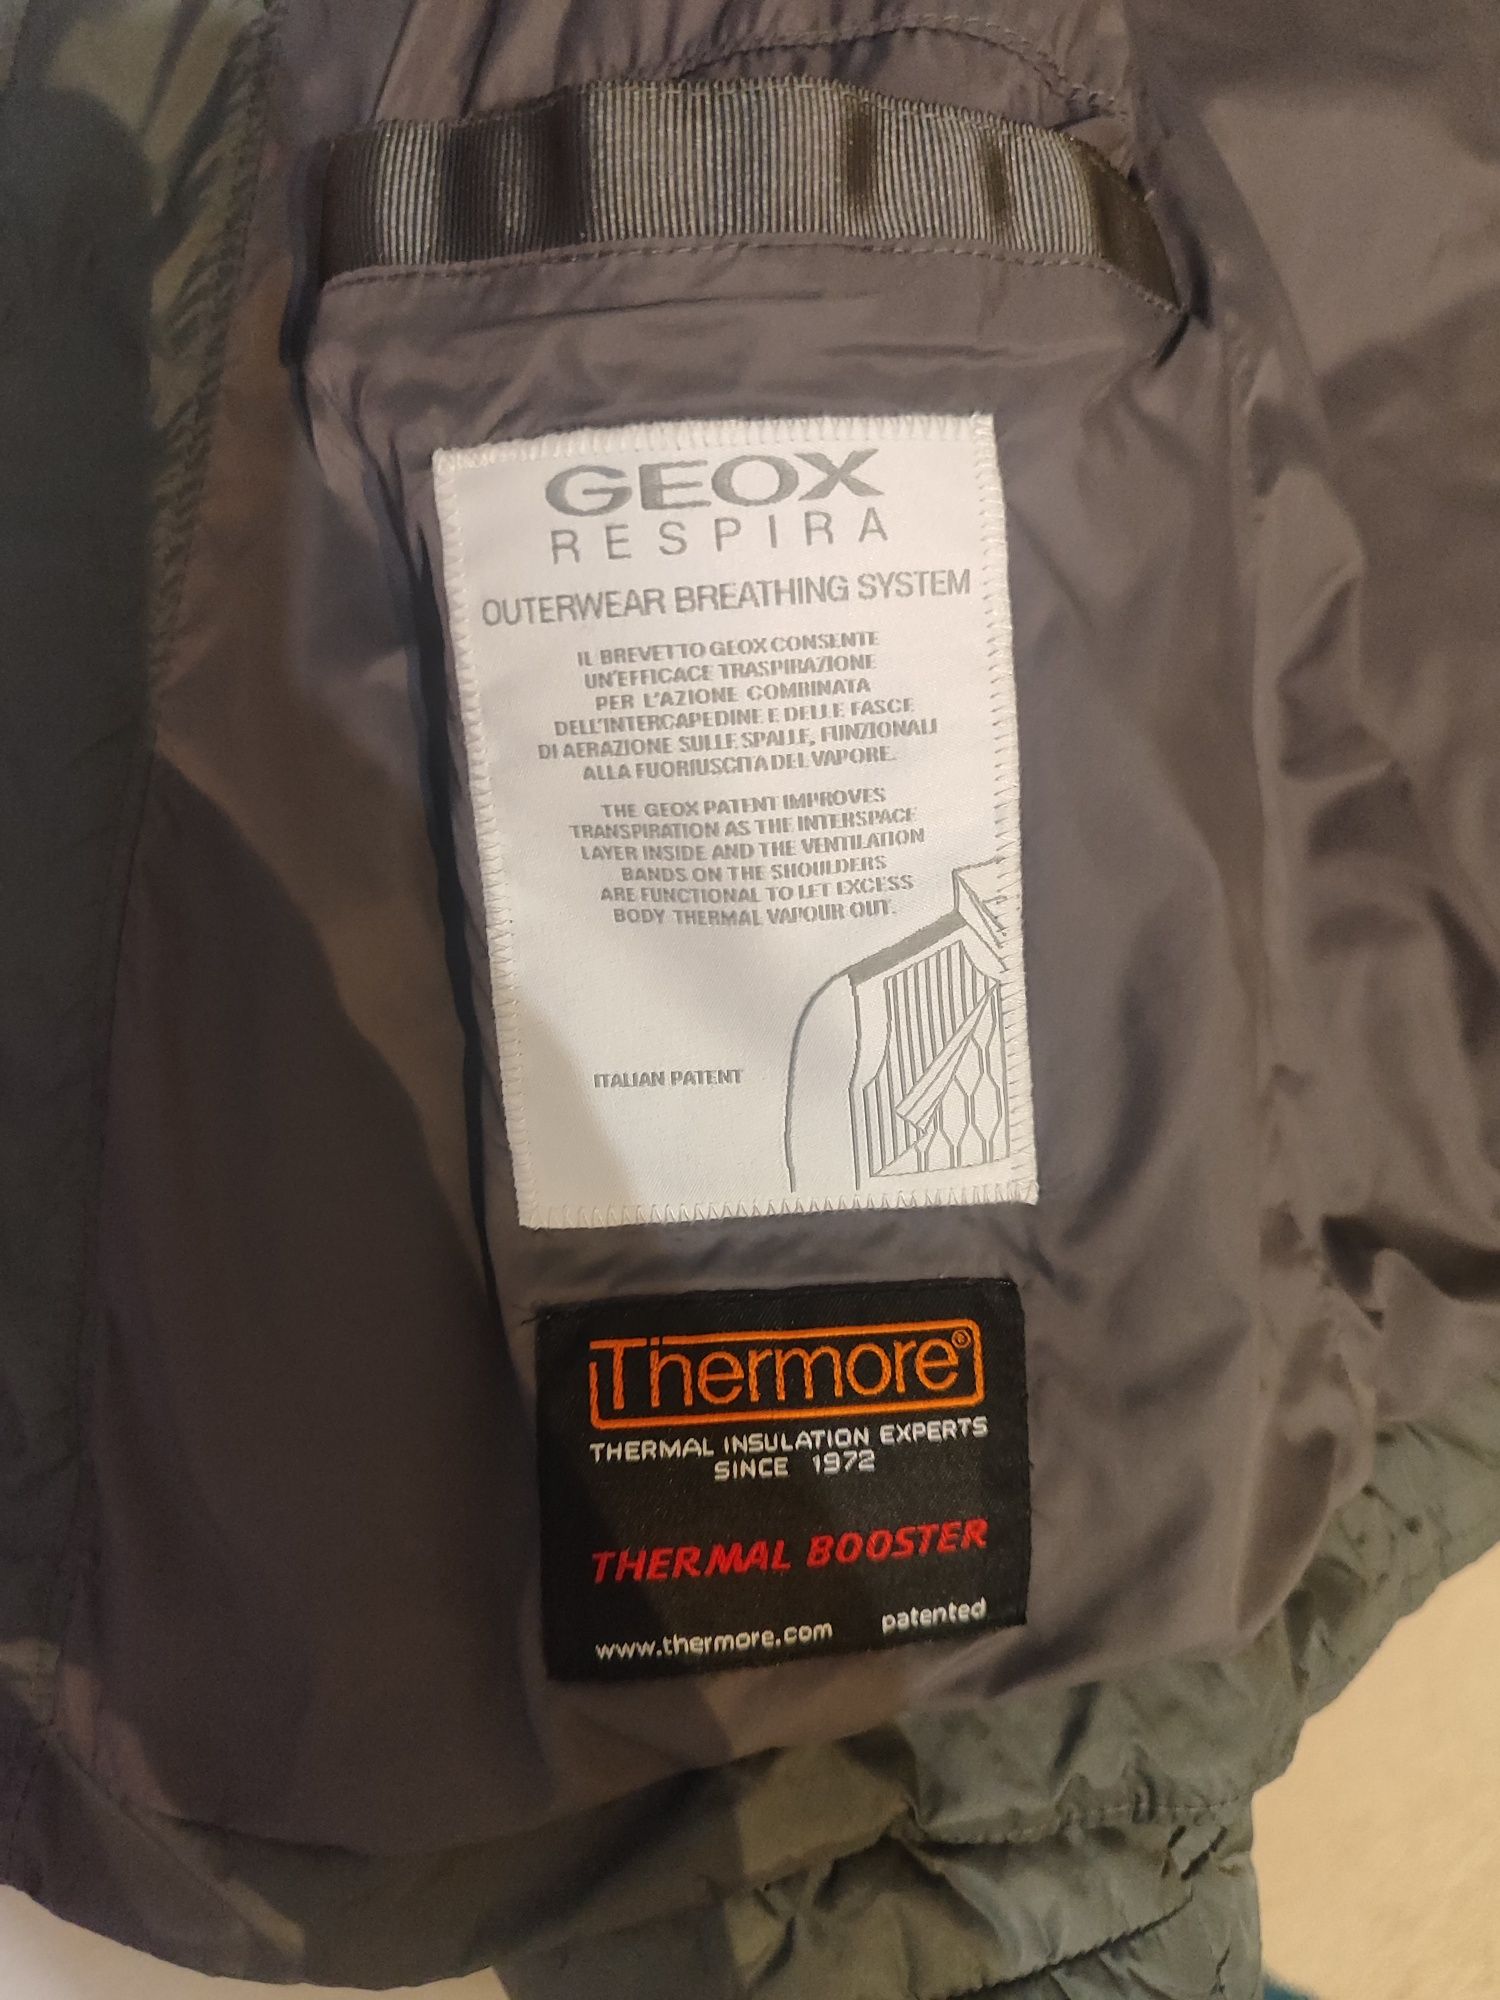 GEOX
RESPIRA
OUTERWEAR BREATHING SYSTEM
IL BREVETTO GEOX CONSENTE
UN'EFFICACE TRASPIRAZIONE
PER L'AZIONE COMBINATA
DELL'INTERCAPEDINE E DELLE FASCE
DI AERAZIONE SULLE SPALLE, FUNZIONALI
ALLA FUORIUSCITA DEL VAPORE.
THE GEOX PATENT IMPROVES
TRANSPIRATION AS THE INTERSPACE
LAYER INSIDE AND THE VENTILATION
BANDS ON THE SHOULDERS
ARE FUNCTIONAL TO LET EXCESS
BODY THERMAL VAPOUR OUT.
ITALIAN PATENT
Thermore®
THERMAL INSULATION EXPERTS
SINCE 1972
THERMAL BOOSTER
www.thermore.com patented